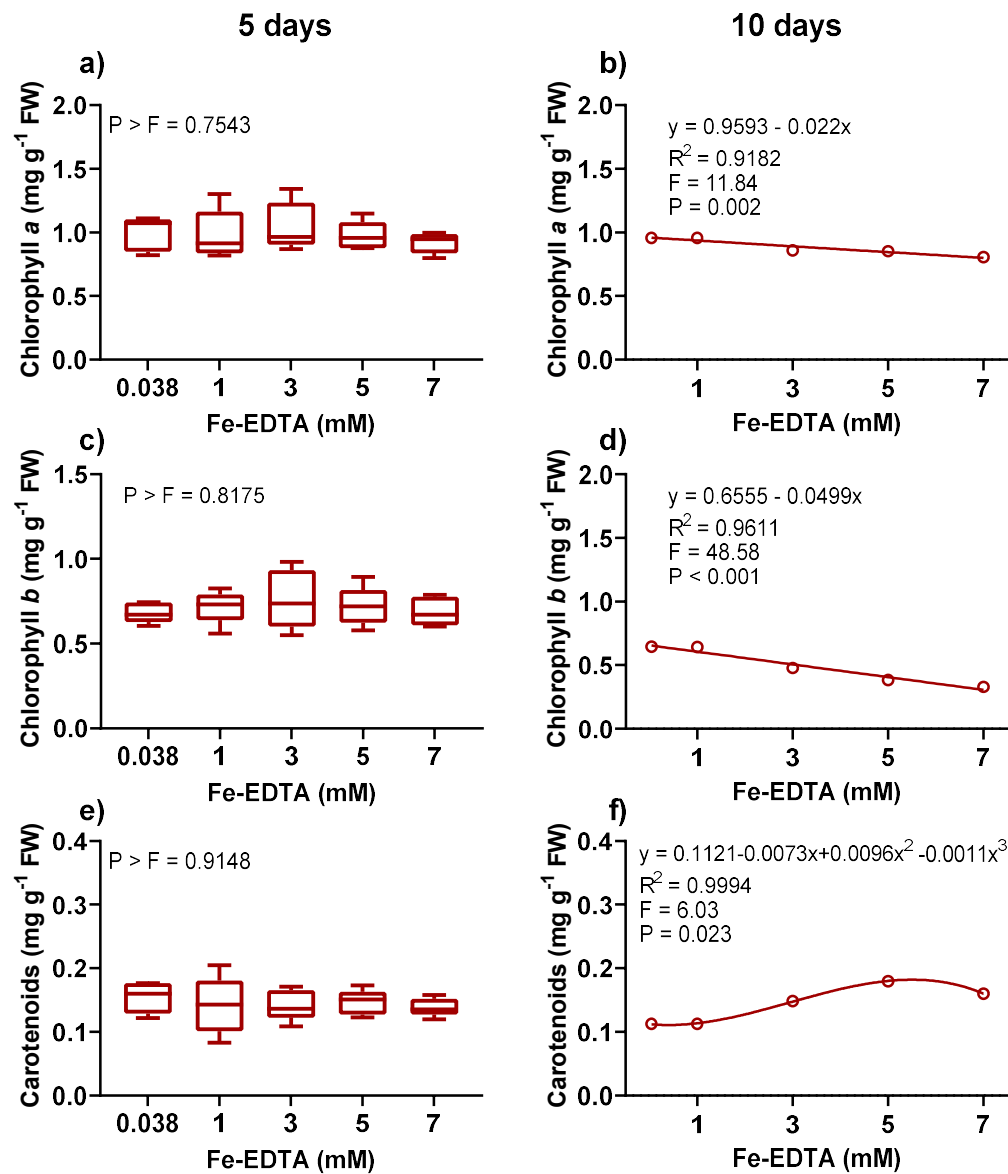 5 days
10 days
a)
Chlorophyll a (mg g⁻¹ FW)
P > F = 0.7543
2.0
1.5
1.0
0.5
0.0
0.038 1 3 5 7
Fe-EDTA (mM)
b)
Chlorophyll a (mg g⁻¹ FW)
y = 0.9593 - 0.022x
R² = 0.9182
F = 11.84
P = 0.002
2.0
1.5
1.0
0.5
0.0
1 3 5 7
Fe-EDTA (mM)
c)
Chlorophyll b (mg g⁻¹ FW)
P > F = 0.8175
1.5
1.0
0.5
0.0
0.038 1 3 5 7
Fe-EDTA (mM)
d)
Chlorophyll b (mg g⁻¹ FW)
y = 0.6555 - 0.0499x
R² = 0.9611
F = 48.58
P < 0.001
2.0
1.5
1.0
0.5
0.0
1 3 5 7
Fe-EDTA (mM)
e)
Carotenoids (mg g⁻¹ FW)
P > F = 0.9148
0.4
0.3
0.2
0.1
0.0
0.038 1 3 5 7
Fe-EDTA (mM)
f)
Carotenoids (mg g⁻¹ FW)
y = 0.1121-0.0073x+0.0096x² -0.0011x³
R² = 0.9994
F = 6.03
P = 0.023
0.4
0.3
0.2
0.1
0.0
1 3 5 7
Fe-EDTA (mM)